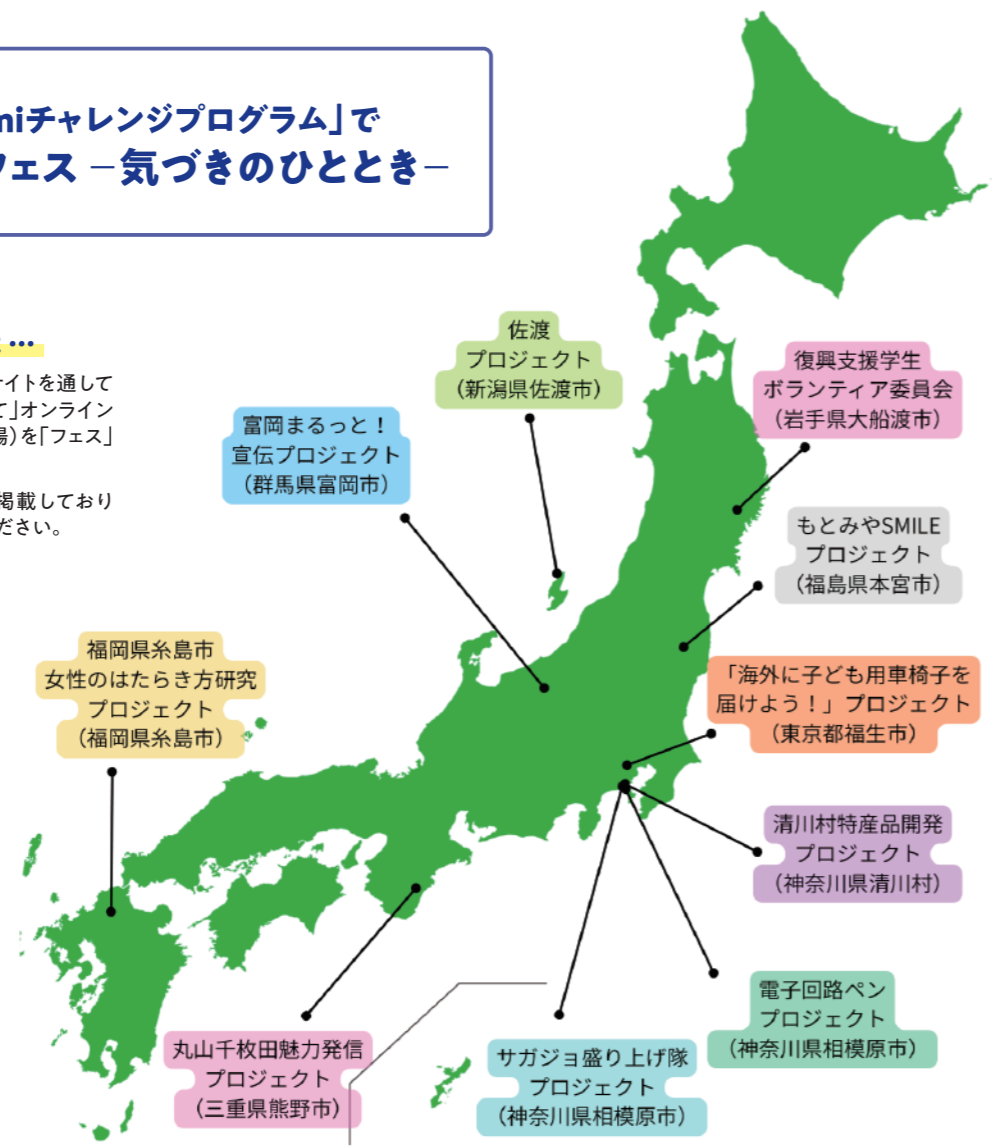 miチャレンジプログラム」で
フェス −気づきのひととき−
…
サイトを通して
て」オンライン
場)を「フェス」
掲載しており
ださい。
佐渡
プロジェクト
(新潟県佐渡市)
復興支援学生
ボランティア委員会
(岩手県大船渡市)
富岡まるっと!
宣伝プロジェクト
(群馬県富岡市)
もとみやSMILE
プロジェクト
(福島県本宮市)
福岡県糸島市
女性のはたらき方研究
プロジェクト
(福岡県糸島市)
「海外に子ども用車椅子を
届けよう!」プロジェクト
(東京都福生市)
清川村特産品開発
プロジェクト
(神奈川県清川村)
電子回路ペン
プロジェクト
(神奈川県相模原市)
丸山千枚田魅力発信
プロジェクト
(三重県熊野市)
サガジョ盛り上げ隊
プロジェクト
(神奈川県相模原市)